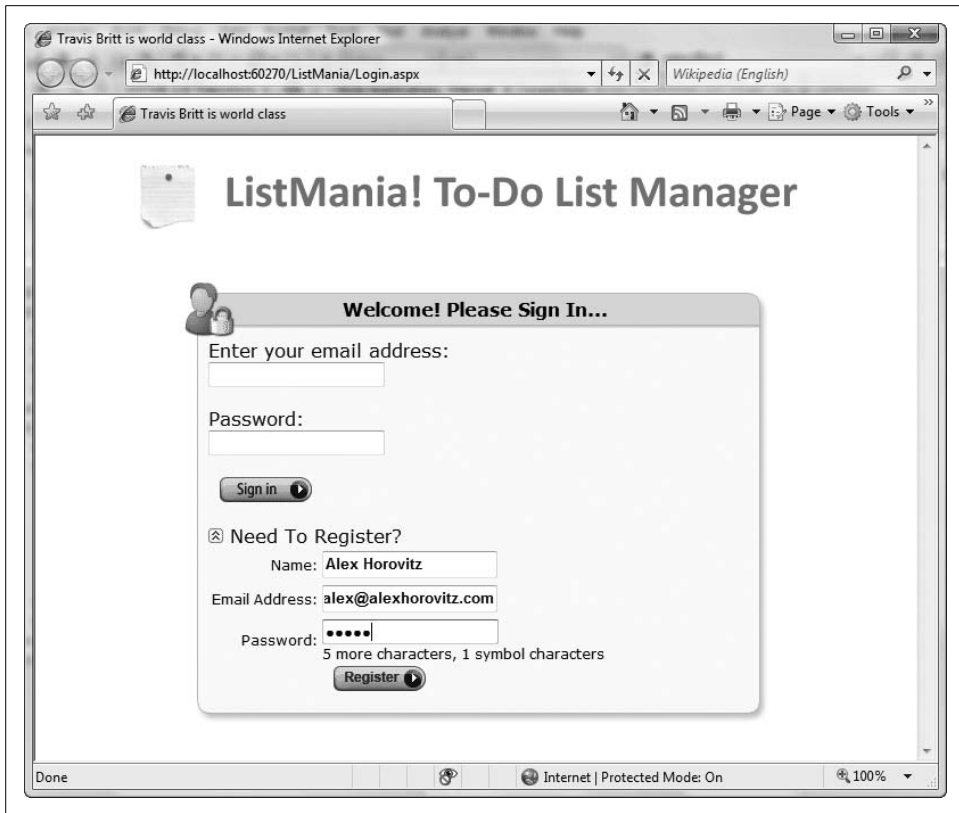 Travis Britt is world class - Windows Internet Explorer
http://localhost:60270/ListMania/Login.aspx
Wikipedia (English)
Travis Britt is world class
Page
Tools
ListMania! To-Do List Manager
Welcome! Please Sign In...
Enter your email address:
Password:
Sign in
Need To Register?
Name: Alex Horovitz
Email Address: alex@alexhorovitz.com
Password: •••••
5 more characters, 1 symbol characters
Register
Done
Internet | Protected Mode: On
100%